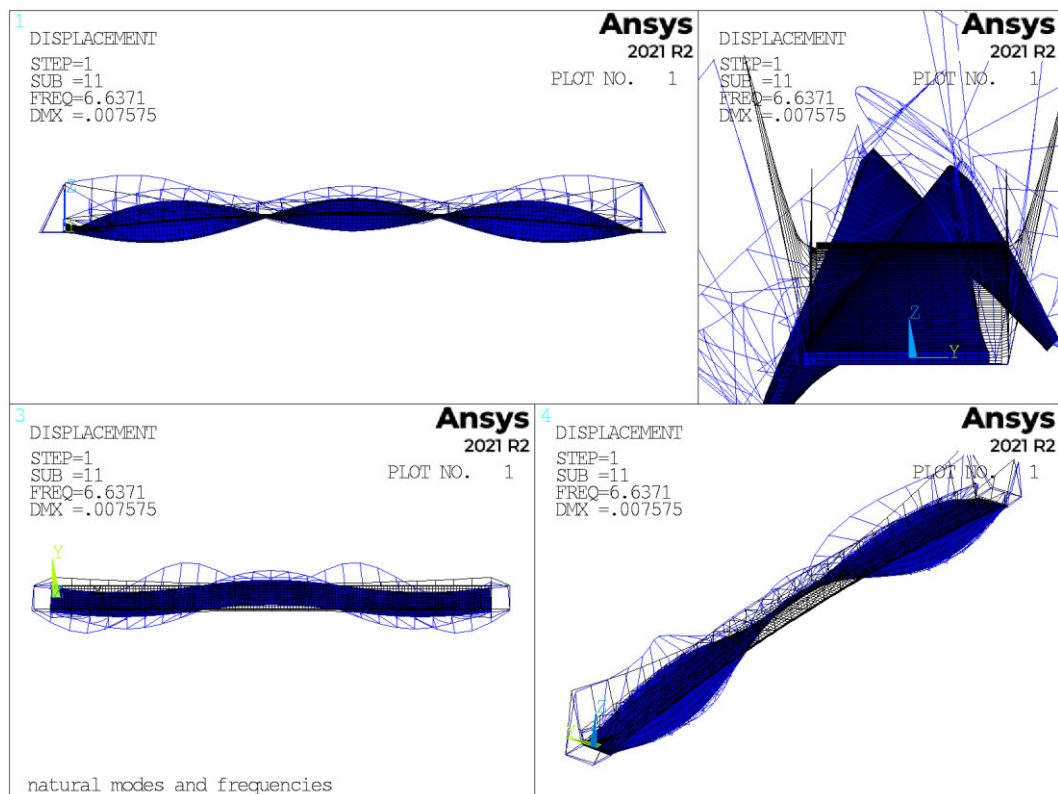 1
DISPLACEMENT
STEP=1
SUB =11
FREQ=6.6371
DMX =.007575
Ansys
2021 R2
PLOT NO. 1
Z
DISPLACEMENT
STEP=1
SUB =11
FREQ=6.6371
DMX =.007575
Ansys
2021 R2
PLOT NO. 1
Z
Y
3
DISPLACEMENT
STEP=1
SUB =11
FREQ=6.6371
DMX =.007575
Ansys
2021 R2
PLOT NO. 1
Y
natural modes and frequencies
4
DISPLACEMENT
STEP=1
SUB =11
FREQ=6.6371
DMX =.007575
Ansys
2021 R2
PLOT NO. 1
Z